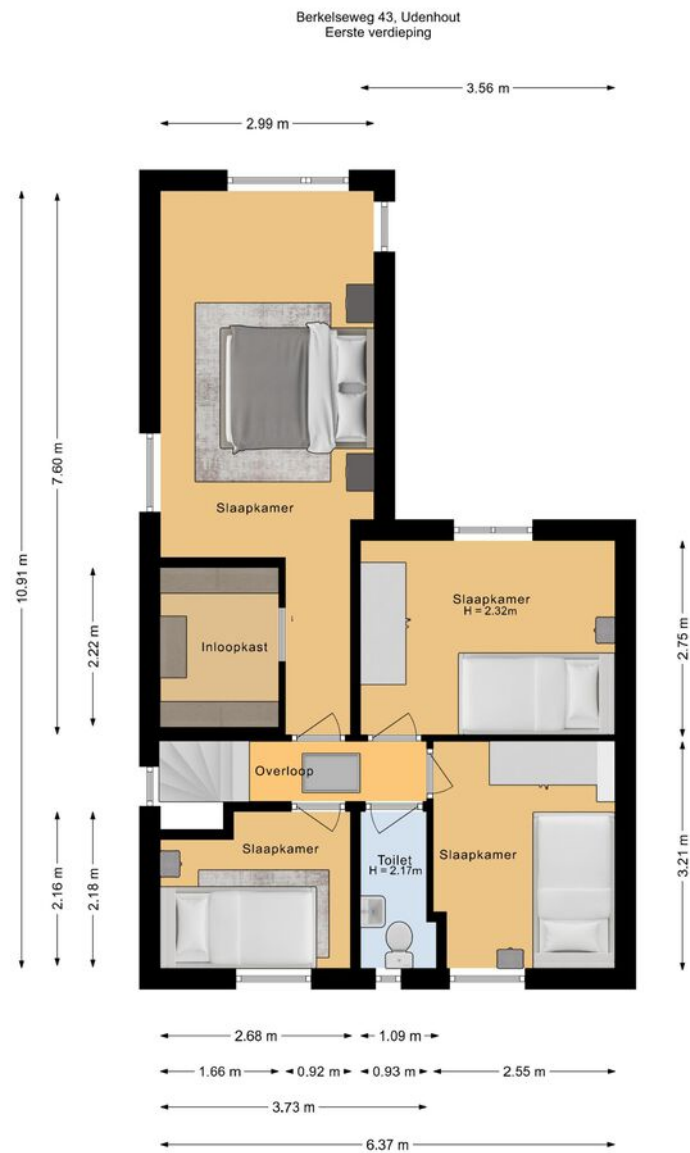 Berkelseweg 43, Udenhout
Eerste verdieping
3.56 m
2.99 m
10.91 m
7.60 m
Slaapkamer
2.22 m
Inloopkast
Slaapkamer
H = 2.32m
2.75 m
Overloop
2.16 m
2.18 m
Slaapkamer
Toilet
H = 2.17m
Slaapkamer
3.21 m
2.68 m
1.09 m
1.66 m
0.92 m
0.93 m
2.55 m
3.73 m
6.37 m